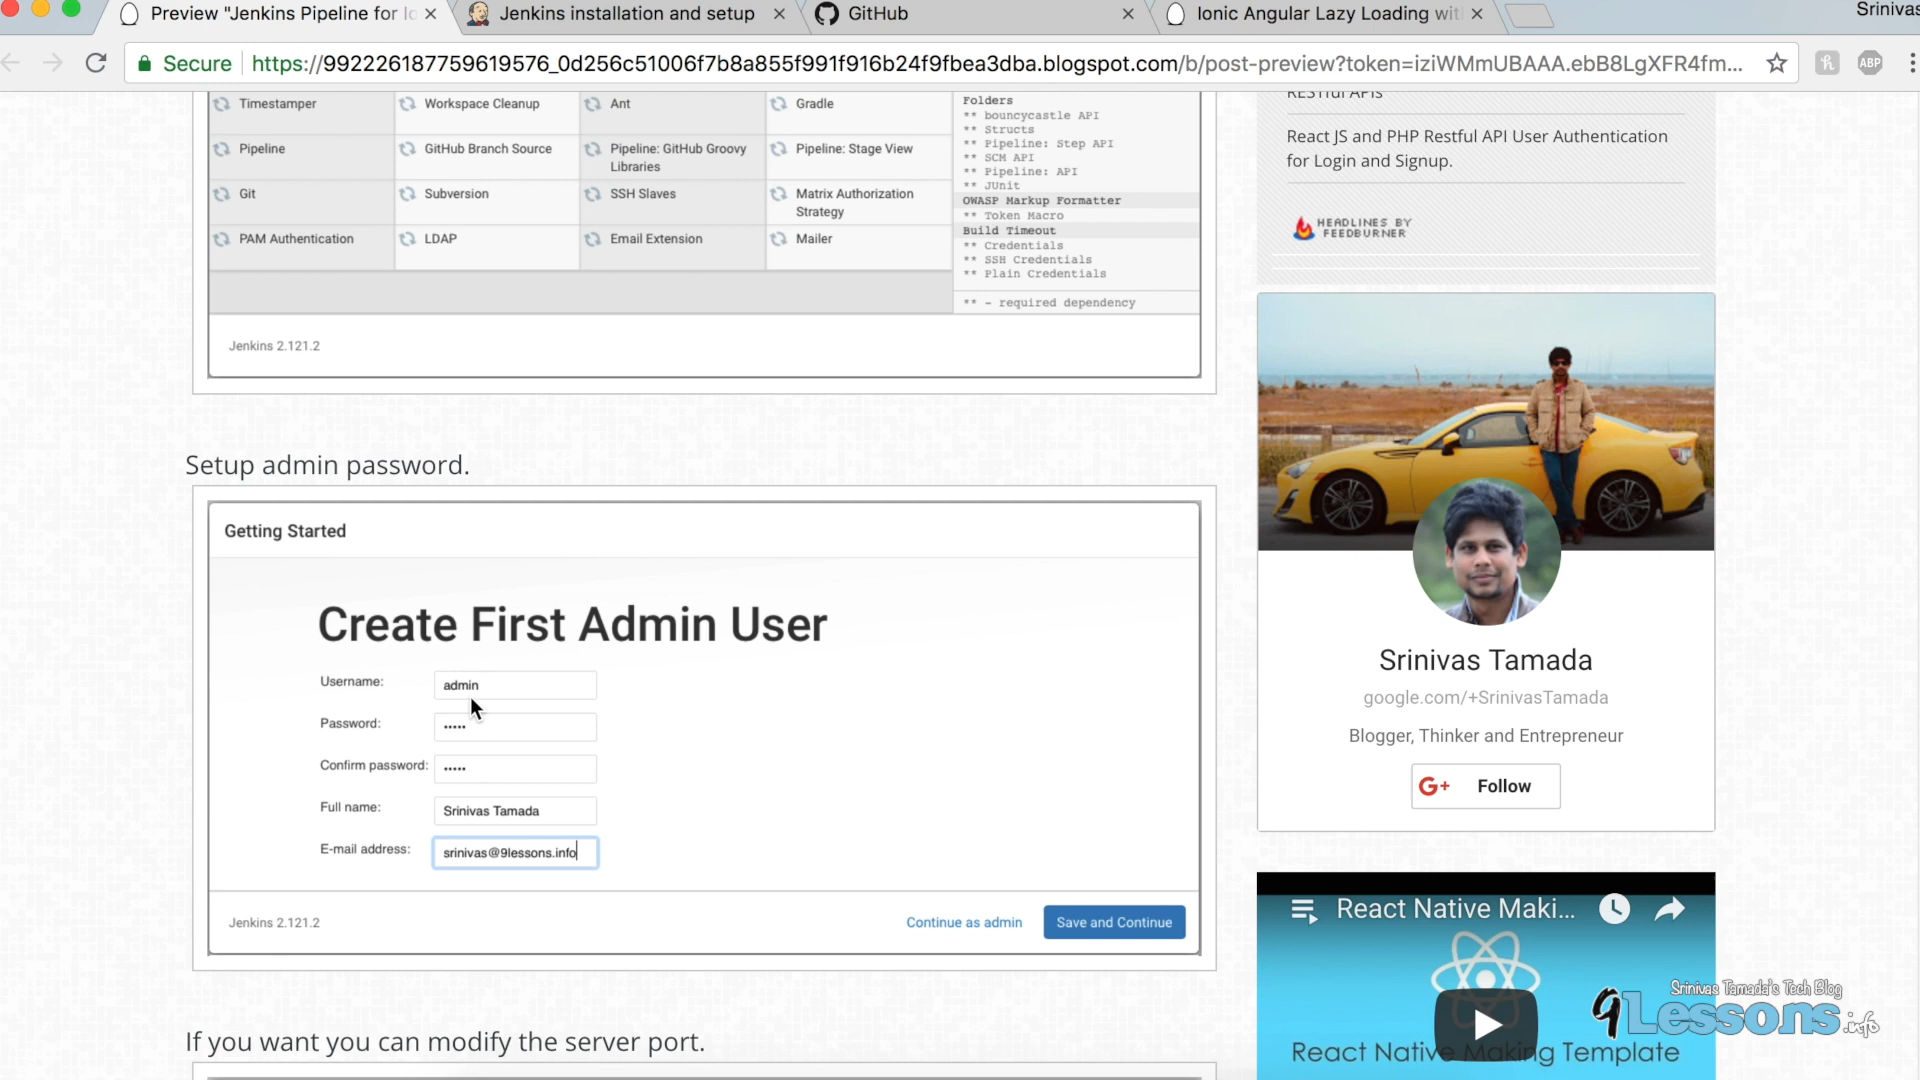 Preview "Jenkins Pipeline for Io
Jenkins installation and setup
GitHub
Ionic Angular Lazy Loading wit
Srinivas
Secure
https://992226187759619576_0d256c51006f7b8a855f991f916b24f9fbea3dba.blogspot.com/b/post-preview?token=iziWMmUBAAA.ebB8LgXFR4fm...
ABP
Timestamper
Workspace Cleanup
Ant
Gradle
Pipeline
GitHub Branch Source
Pipeline: GitHub Groovy
Libraries
Pipeline: Stage View
Git
Subversion
SSH Slaves
Matrix Authorization
Strategy
PAM Authentication
LDAP
Email Extension
Mailer
Folders
** bouncycastle API
** Structs
** Pipeline: Step API
** SCM API
** Pipeline: API
** JUnit
OWASP Markup Formatter
** Token Macro
Build Timeout
** Credentials
** SSH Credentials
** Plain Credentials
** - required dependency
Jenkins 2.121.2
Setup admin password.
Getting Started
Create First Admin User
Username:
admin
Password:
•••••
Confirm password:
•••••
Full name:
Srinivas Tamada
E-mail address:
srinivas@9lessons.info
Jenkins 2.121.2
Continue as admin
Save and Continue
If you want you can modify the server port.
RESTful APIs
React JS and PHP Restful API User Authentication
for Login and Signup.
HEADLINES BY
FEEDBURNER
Srinivas Tamada
google.com/+SrinivasTamada
Blogger, Thinker and Entrepreneur
G+ Follow
React Native Maki...
React Native Making Template
Srinivas Tamada's Tech Blog
9Lessons.info